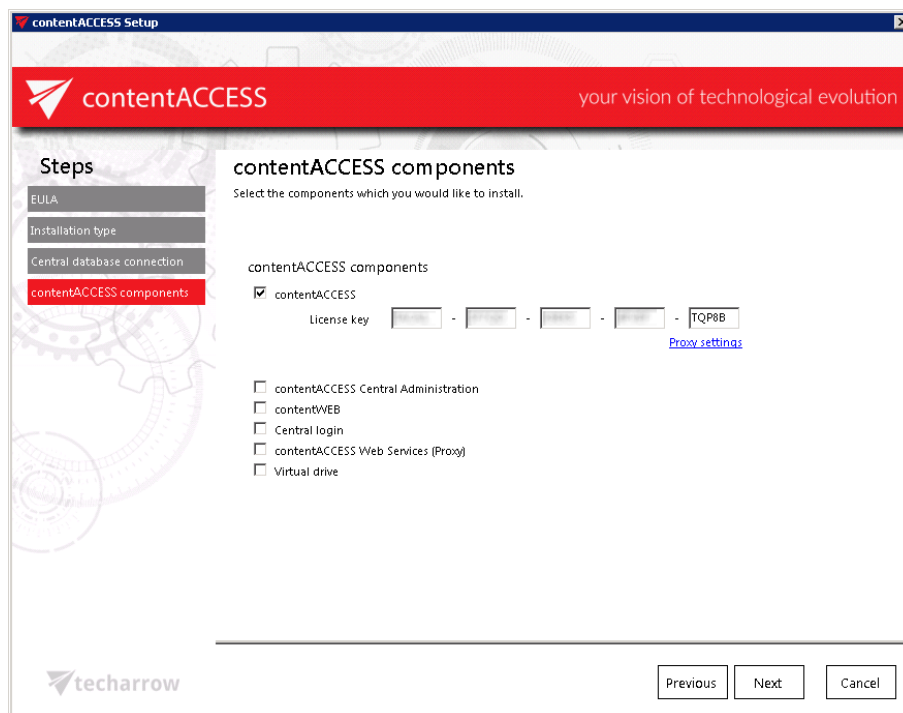 contentACCESS Setup
contentACCESS
your vision of technological evolution
Steps
EULA
Installation type
Central database connection
contentACCESS components
contentACCESS components
Select the components which you would like to install.
contentACCESS components
contentACCESS
License key - - - - TQP8B
Proxy settings
contentACCESS Central Administration
contentWEB
Central login
contentACCESS Web Services (Proxy)
Virtual drive
techarrow
Previous Next Cancel